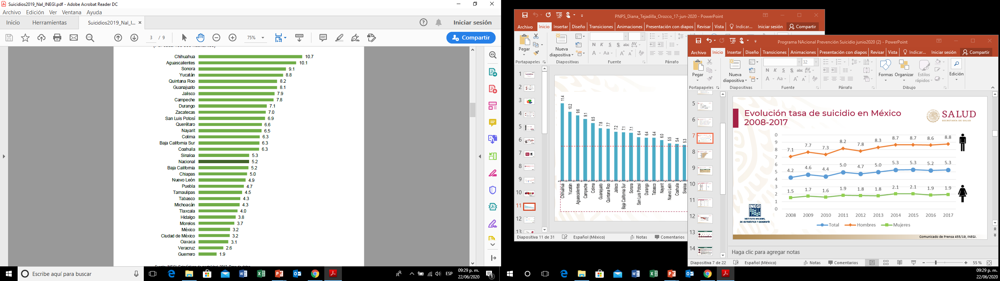 Suicidios2019_Nal_INEGI.pdf - Adobe Acrobat Reader DC
Archivo Edición Ver Ventana Ayuda
Inicio Herramientas Suicidios2019_Nal_I... × Iniciar sesión
3 / 9 75% Compartir
Chihuahua 10.7
Aguascalientes 10.1
Sonora 9.1
Yucatán 8.8
Quintana Roo 8.2
Guanajuato 8.1
Jalisco 7.9
Campeche 7.8
Durango 7.1
Zacatecas 7.0
San Luis Potosí 6.9
Querétaro 6.6
Nayarit 6.5
Colima 6.3
Baja California Sur 6.3
Coahuila 6.3
Sinaloa 5.3
Nacional 5.2
Baja California 5.2
Chiapas 5.0
Nuevo León 4.9
Puebla 4.7
Tamaulipas 4.5
Tabasco 4.3
Michoacán 4.3
Tlaxcala 4.0
Hidalgo 3.8
Morelos 3.7
México 3.2
Ciudad de México 3.2
Oaxaca 3.1
Veracruz 2.6
Guerrero 1.9
Escribe aquí para buscar
ESP
09:29 p. m.
22/06/2020
1
PNPS_Diana_Tejadilla_Orozco_17-jun-2020 - PowerPoint
Archivo Inicio Insertar Diseño Transiciones Animaciones Presentación con diapos Revisar Vista Indicar... Iniciar sesión Compartir
Pegar Nueva diapositiva
N K S S abc AV
A Aa A A
Portapapeles Diapositivas Fuente Párrafo
1
2
3
4
5
6
7
8
9
10
11
12
13
11.4 10.2 9.6 9.1 8.5 7.8 7.7 7.2 7.1 7.1 6.4 6.4 6.4 6.0 5.5 5.4 5.3
Chihuahua Yucatán Aguascalientes Campeche Colima Guanajuato Quintana Roo Jalisco Baja California Sur Sonora San Luis Potosí Durango Tabasco Nayarit Nuevo León Coahuila Sinaloa
Diapositiva 11 de 31 Español (México) Notas Comentarios
Programa NAcional Prevención Suicidio junio2020 (2) - PowerPoint
Archivo Inicio Insertar Diseño Transiciones Animaciones Presentación con diapos Revisar Vista Indicar... Iniciar sesión Compartir
32
Pegar Nueva diapositiva
N K S S abc AV
A Aa A A
Formas Organizar Estilos rápidos Edición
Portapapeles Diapositivas Fuente Párrafo Dibujo
5
6
7
8
9
10
11
12
13
14
Evolución tasa de suicidio en México
2008-2017
SALUD
SECRETARÍA DE SALUD
0
9
8
7
6
5
4
3
2
1
0
7.1 7.7 7.3 8.2 7.8 8.3 8.7 8.7 8.6 8.8
4.2 4.6 4.4 5.0 4.7 5.0 5.3 5.3 5.2 5.3
1.5 1.7 1.6 1.9 1.8 1.8 2.1 2.1 1.9 1.9
2008 2009 2010 2011 2012 2013 2014 2015 2016 2017
Total Hombres Mujeres
INEGI
INSTITUTO NACIONAL
DE ESTADÍSTICA Y GEOGRAFÍA
Comunicado de Prensa 455/19, INEGI.
Haga clic para agregar notas
Diapositiva 7 de 22 Español (México) Notas Comentarios 55 %
09:29 p. m.
22/06/2020